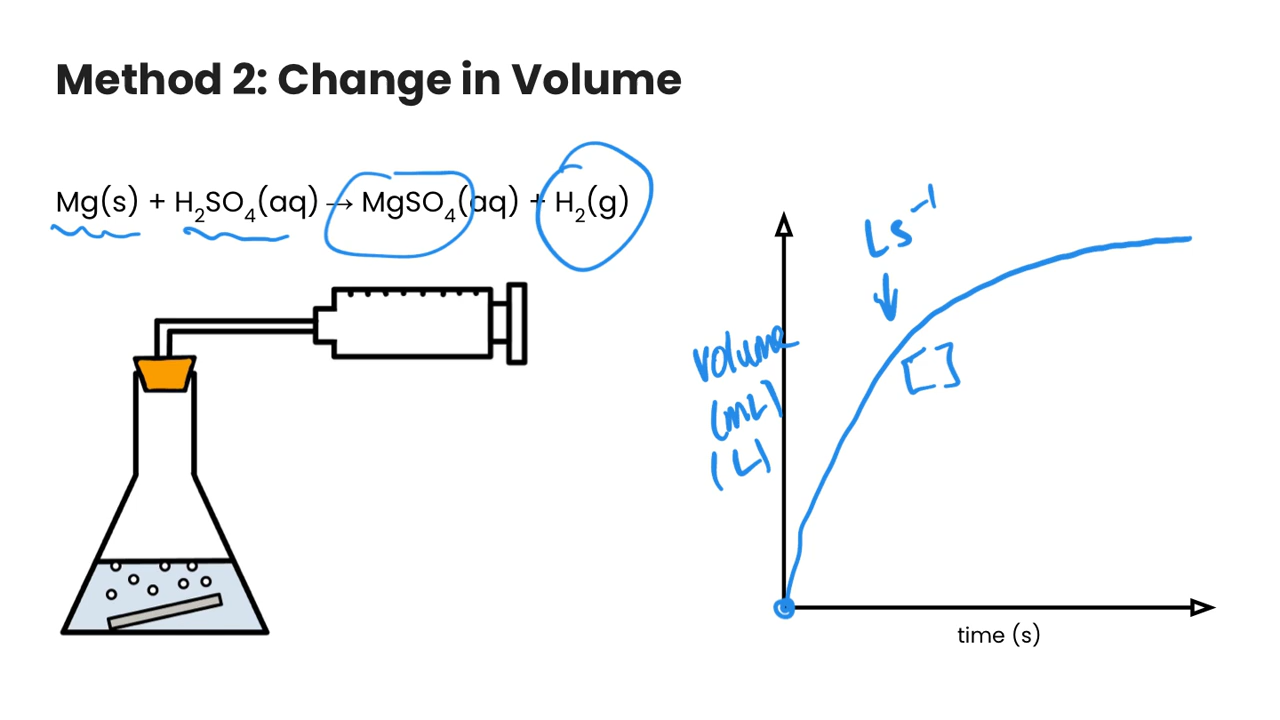 Method 2: Change in Volume
Mg(s) + H₂SO₄(aq) → MgSO₄(aq) + H₂(g)
Ls⁻¹
volume
(mL)
(L)
[ ]
time (s)